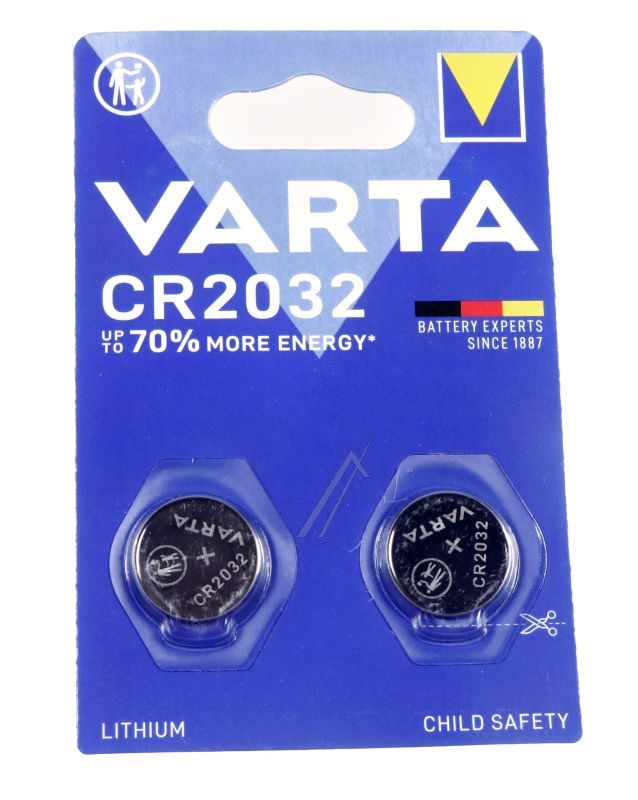 VARTA
CR2032
UP TO 70% MORE ENERGY*
BATTERY EXPERTS
SINCE 1887
VARTA
+
CR2032
VARTA
+
CR2032
LITHIUM
CHILD SAFETY